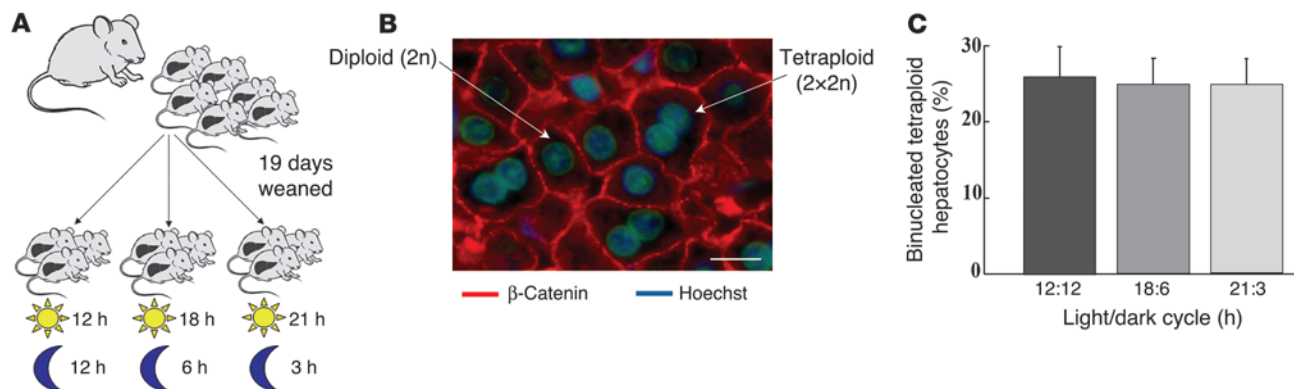 A
19 days
weaned
12 h
18 h
21 h
12 h
6 h
3 h
B
Diploid (2n)
Tetraploid
(2×2n)
β-Catenin
Hoechst
C
Binucleated tetraploid
hepatocytes (%)
30
20
10
0
12:12
18:6
21:3
Light/dark cycle (h)